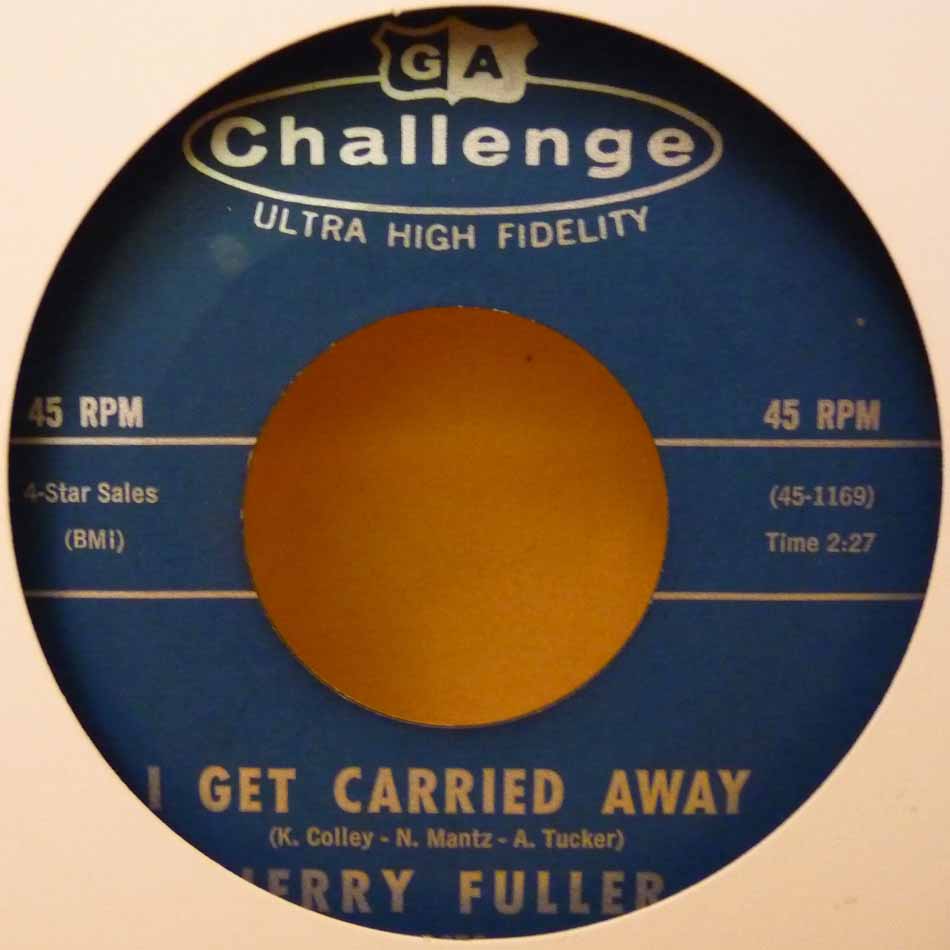 GA
Challenge
ULTRA HIGH FIDELITY
45 RPM
45 RPM
4-Star Sales
(BMI)
(45-1169)
Time 2:27
I GET CARRIED AWAY
(K. Colley - N. Mantz - A. Tucker)
JERRY FULLER